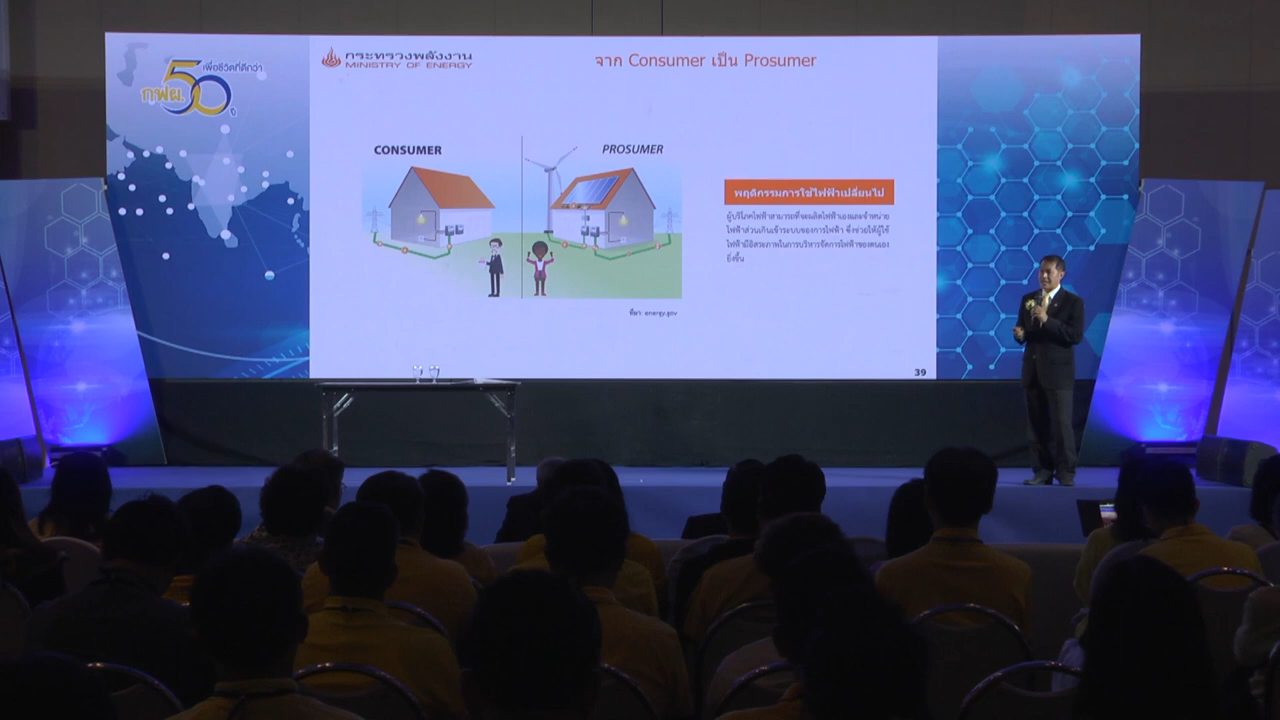 เพื่อชีวิตที่ดีกว่า
กฟผ. 50 ปี
กระทรวงพลังงาน
MINISTRY OF ENERGY
จาก Consumer เป็น Prosumer
CONSUMER
PROSUMER
พฤติกรรมการใช้ไฟฟ้าเปลี่ยนไป
ผู้บริโภคไฟฟ้าสามารถที่จะผลิตไฟฟ้าเองและจำหน่าย
ไฟฟ้าส่วนเกินเข้าระบบของการไฟฟ้า ซึ่งช่วยให้ผู้ใช้
ไฟฟ้ามีอิสระภาพในการบริหารจัดการไฟฟ้าของตนเอง
ยิ่งขึ้น
ที่มา: energy.gov
39